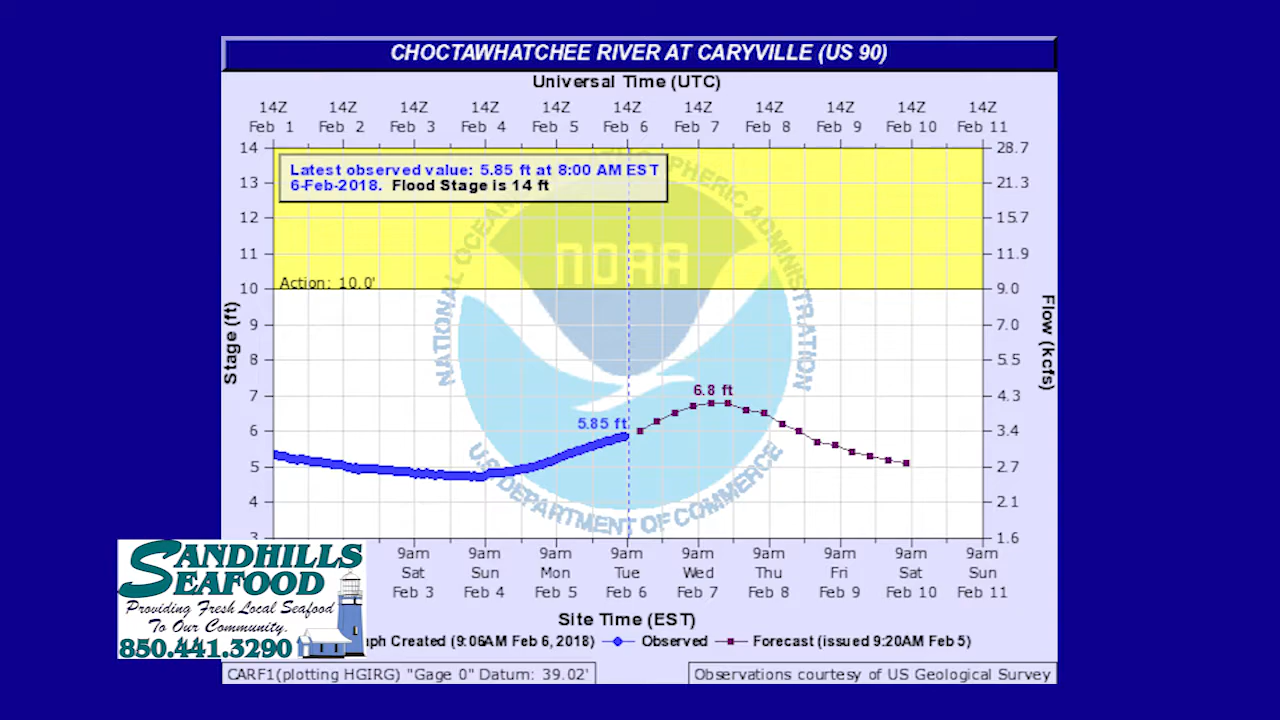 CHOCTAWHATCHEE RIVER AT CARYVILLE (US 90)
Universal Time (UTC)
14Z 14Z 14Z 14Z 14Z 14Z 14Z 14Z 14Z 14Z 14Z
Feb 1 Feb 2 Feb 3 Feb 4 Feb 5 Feb 6 Feb 7 Feb 8 Feb 9 Feb 10 Feb 11
14 28.7
Latest observed value: 5.85 ft at 8:00 AM EST
6-Feb-2018. Flood Stage is 14 ft
13 21.3
12 15.7
11 11.9
Action: 10.0'
10 9.0
9 7.0
8 5.5
7 4.3
6 3.4
5 2.7
4 2.1
3 1.6
Stage (ft)
Flow (kcfs)
NOAA
NATIONAL OCEANIC AND ATMOSPHERIC ADMINISTRATION
U.S. DEPARTMENT OF COMMERCE
6.8 ft
5.85 ft
9am 9am 9am 9am 9am 9am 9am 9am 9am
Sat Sun Mon Tue Wed Thu Fri Sat Sun
Feb 3 Feb 4 Feb 5 Feb 6 Feb 7 Feb 8 Feb 9 Feb 10 Feb 11
Site Time (EST)
aph Created (9:06AM Feb 6, 2018) Observed Forecast (issued 9:20AM Feb 5)
CARF1(plotting HGIRG) "Gage 0" Datum: 39.02'
Observations courtesy of US Geological Survey
SANDHILLS
SEAFOOD
Providing Fresh Local Seafood
To Our Community.
850.441.3290